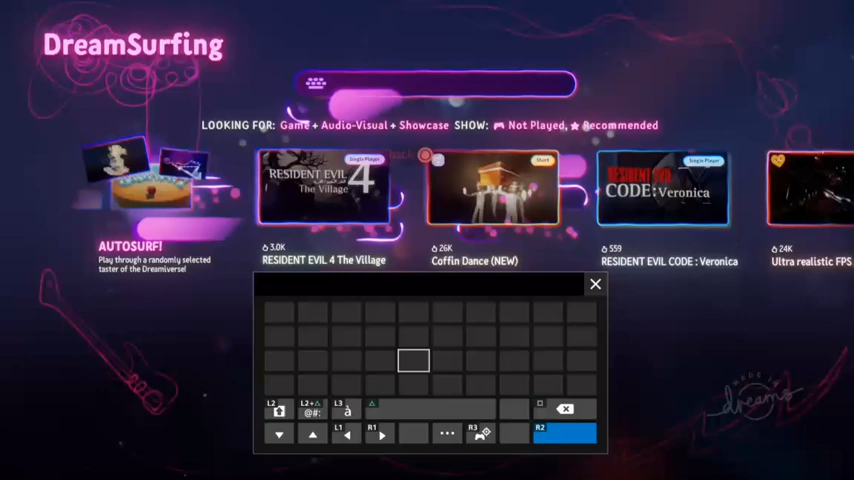 DreamSurfing
LOOKING FOR: Game + Audio-Visual + Showcase SHOW: Not Played, Recommended
back
Single Player
RESIDENT EVIL 4
The Village
Short
Single Player
RESIDENT EVIL
CODE:Veronica
AUTOSURF!
Play through a randomly selected
taster of the Dreamiverse!
3.0K
RESIDENT EVIL 4 The Village
26K
Coffin Dance (NEW)
559
RESIDENT EVIL CODE : Veronica
24K
Ultra realistic FPS
L2
L2+△
@#:
L3
à
△
□
L1
R1
...
R3
R2
MADE IN
dreams